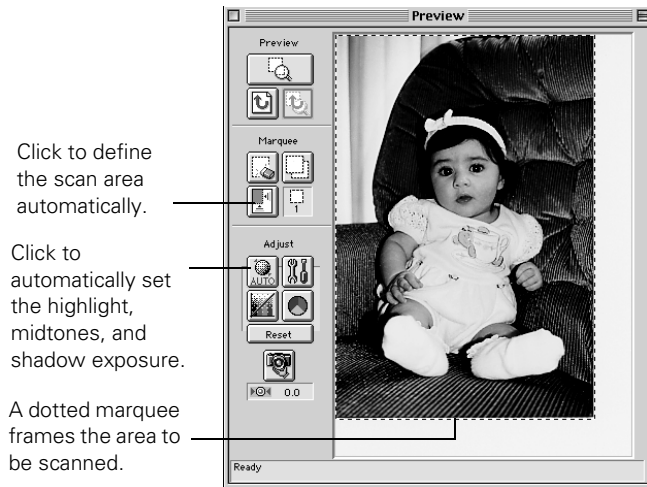 Preview
Preview
Marquee
1
Click to define
the scan area
automatically.
Adjust
AUTO
Click to
automatically set
the highlight,
midtones, and
shadow exposure.
Reset
0.0
A dotted marquee
frames the area to
be scanned.
Ready